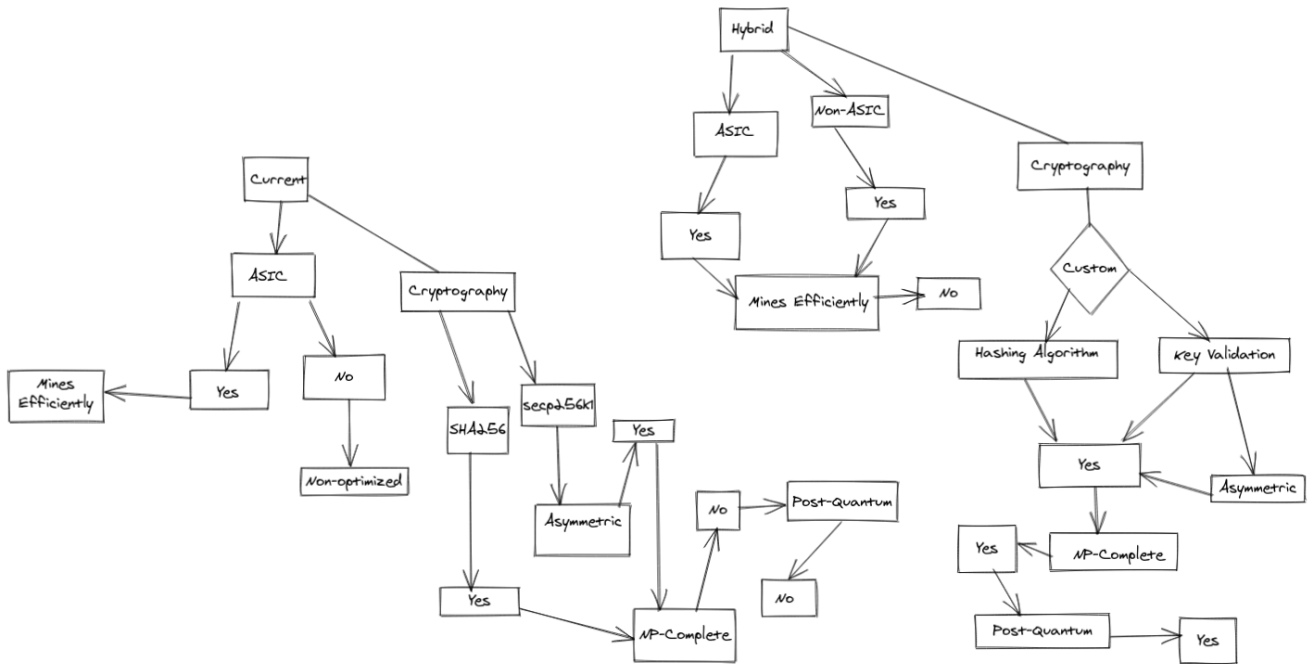 Current
ASIC
Yes
Mines
Efficiently
No
Non-optimized
Cryptography
SHA256
Yes
secp256k1
Asymmetric
Yes
NP-Complete
No
Post-Quantum
No
Hybrid
ASIC
Yes
Non-ASIC
Yes
Mines Efficiently
No
Cryptography
Custom
Hashing Algorithm
Key Validation
Asymmetric
Yes
NP-Complete
Yes
Post-Quantum
Yes